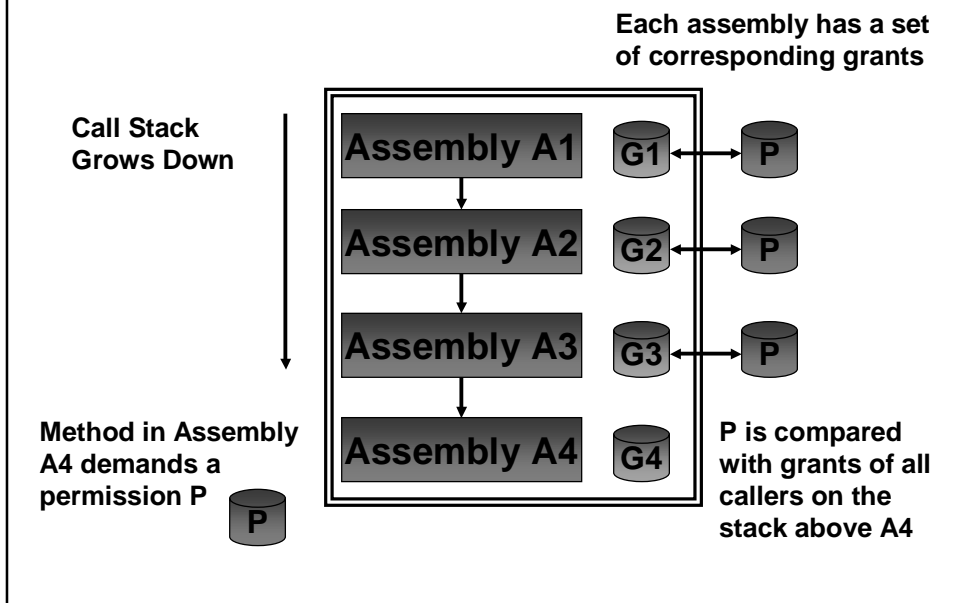 Each assembly has a set
of corresponding grants
Call Stack
Grows Down
Assembly A1
G1
P
Assembly A2
G2
P
Assembly A3
G3
P
Method in Assembly
A4 demands a
permission P
P
Assembly A4
G4
P is compared
with grants of all
callers on the
stack above A4